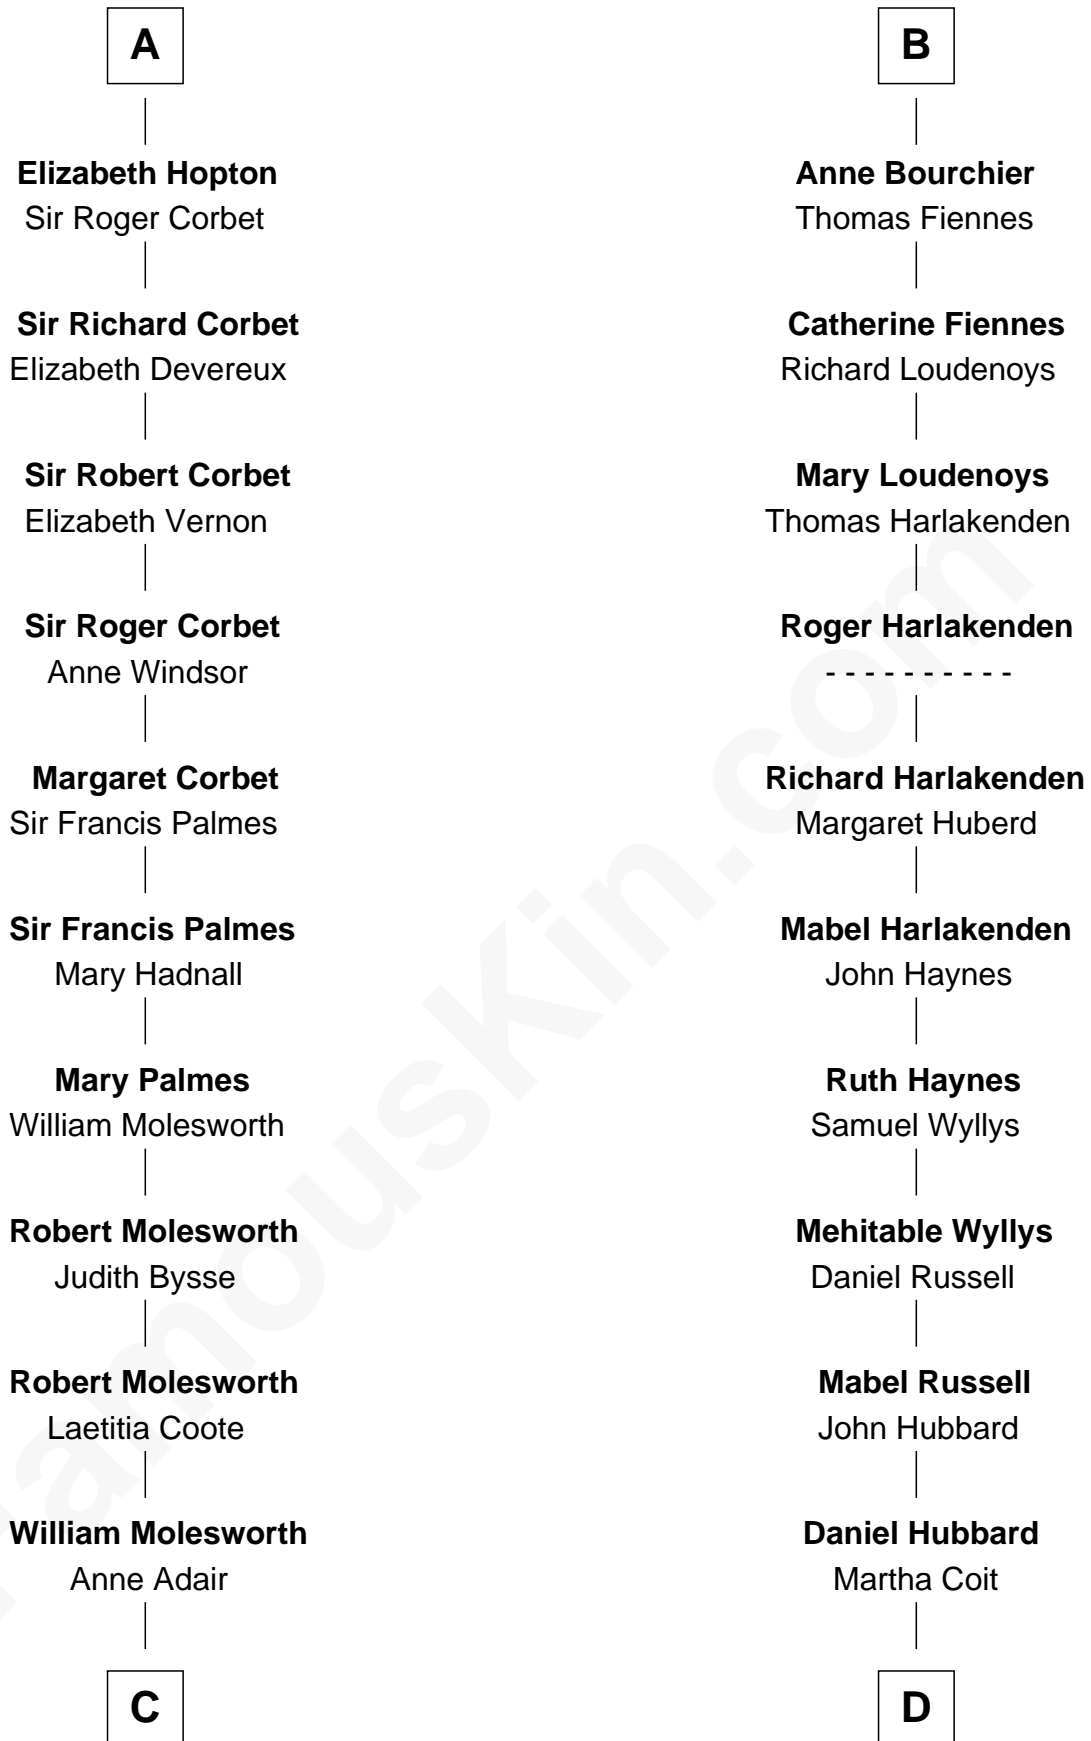 A
Elizabeth Hopton
Sir Roger Corbet
Sir Richard Corbet
Elizabeth Devereux
Sir Robert Corbet
Elizabeth Vernon
Sir Roger Corbet
Anne Windsor
Margaret Corbet
Sir Francis Palmes
Sir Francis Palmes
Mary Hadnall
Mary Palmes
William Molesworth
Robert Molesworth
Judith Bysse
Robert Molesworth
Laetitia Coote
William Molesworth
Anne Adair
C
B
Anne Bourchier
Thomas Fiennes
Catherine Fiennes
Richard Loudenoys
Mary Loudenoys
Thomas Harlakenden
Roger Harlakenden
- - - - - - - - - -
Richard Harlakenden
Margaret Huberd
Mabel Harlakenden
John Haynes
Ruth Haynes
Samuel Wyllys
Mehitable Wyllys
Daniel Russell
Mabel Russell
John Hubbard
Daniel Hubbard
Martha Coit
D
FamousKin.com